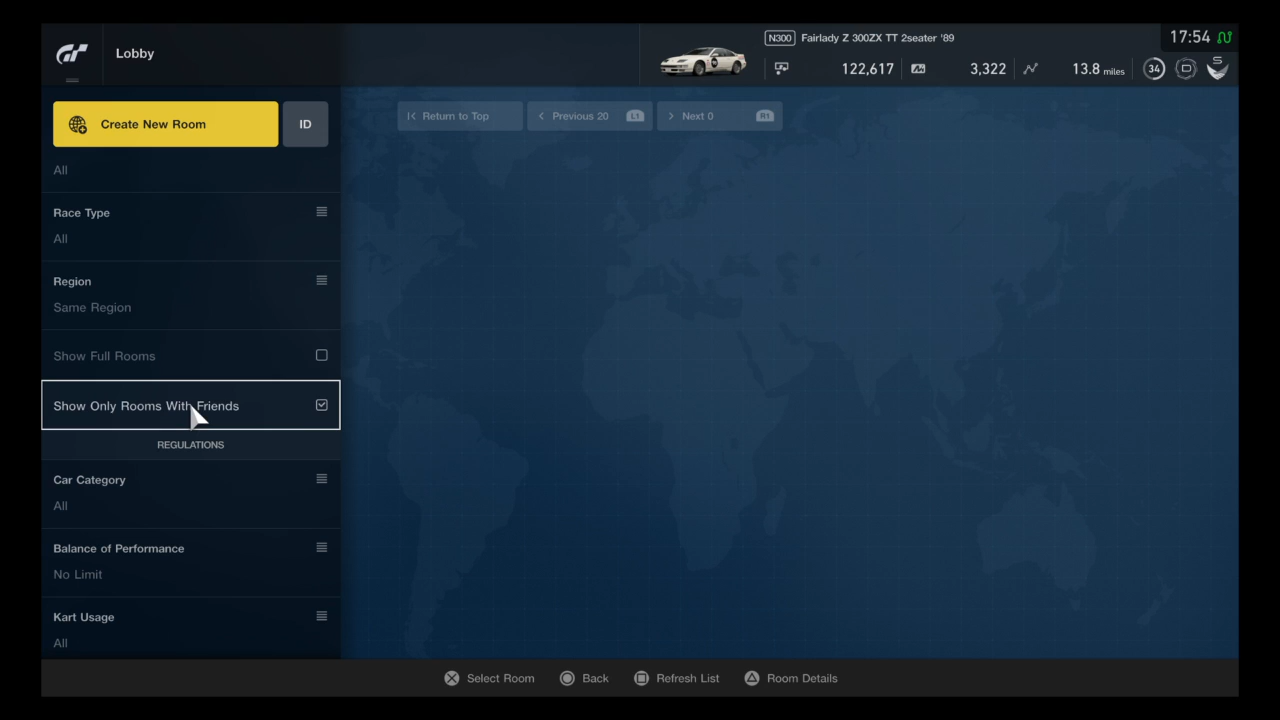 GT
Lobby
N300 Fairlady Z 300ZX TT 2seater '89
17:54
122,617
3,322
13.8 miles
34
S
Create New Room
ID
Return to Top
Previous 20 L1
Next 0 R1
All
Race Type
All
Region
Same Region
Show Full Rooms
Show Only Rooms With Friends
REGULATIONS
Car Category
All
Balance of Performance
No Limit
Kart Usage
All
Select Room
Back
Refresh List
Room Details